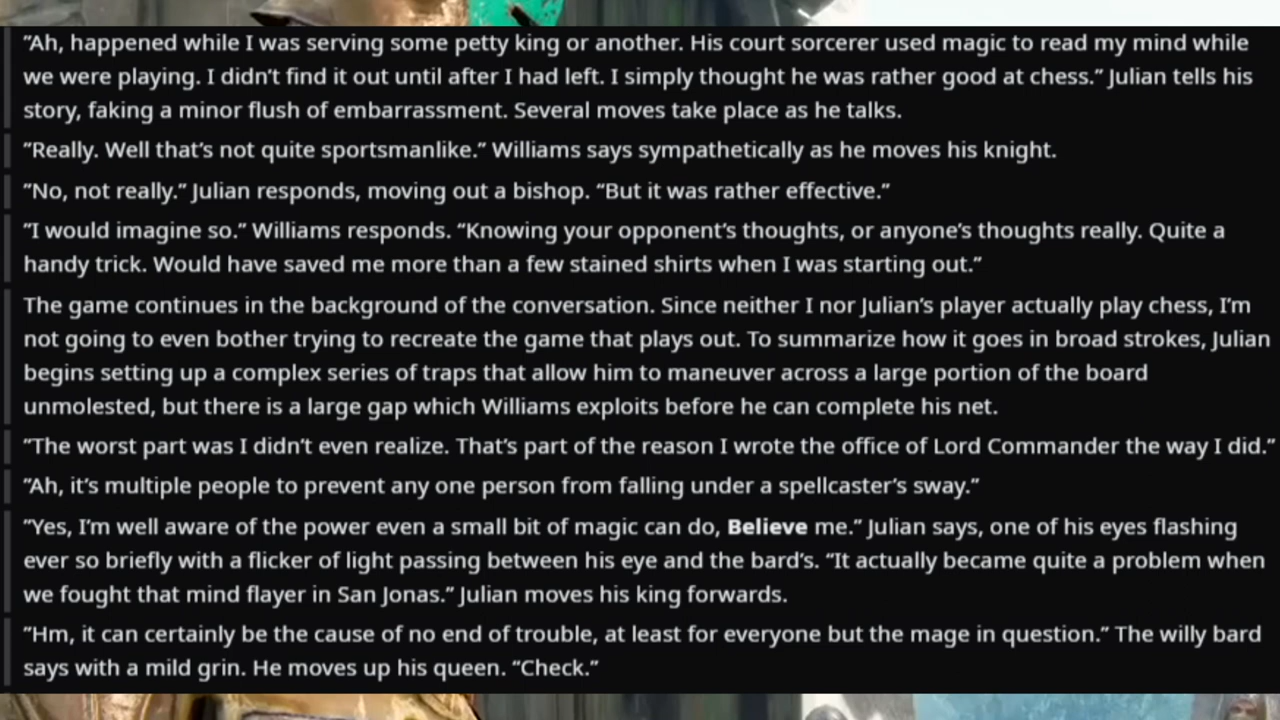 “Ah, happened while I was serving some petty king or another. His court sorcerer used magic to read my mind while
we were playing. I didn’t find it out until after I had left. I simply thought he was rather good at chess.” Julian tells his
story, faking a minor flush of embarrassment. Several moves take place as he talks.
“Really. Well that’s not quite sportsmanlike.” Williams says sympathetically as he moves his knight.
“No, not really.” Julian responds, moving out a bishop. “But it was rather effective.”
“I would imagine so.” Williams responds. “Knowing your opponent’s thoughts, or anyone’s thoughts really. Quite a
handy trick. Would have saved me more than a few stained shirts when I was starting out.”
The game continues in the background of the conversation. Since neither I nor Julian’s player actually play chess, I’m
not going to even bother trying to recreate the game that plays out. To summarize how it goes in broad strokes, Julian
begins setting up a complex series of traps that allow him to maneuver across a large portion of the board
unmolested, but there is a large gap which Williams exploits before he can complete his net.
“The worst part was I didn’t even realize. That’s part of the reason I wrote the office of Lord Commander the way I did.”
“Ah, it’s multiple people to prevent any one person from falling under a spellcaster’s sway.”
“Yes, I’m well aware of the power even a small bit of magic can do, Believe me.” Julian says, one of his eyes flashing
ever so briefly with a flicker of light passing between his eye and the bard’s. “It actually became quite a problem when
we fought that mind flayer in San Jonas.” Julian moves his king forwards.
“Hm, it can certainly be the cause of no end of trouble, at least for everyone but the mage in question.” The willy bard
says with a mild grin. He moves up his queen. “Check.”